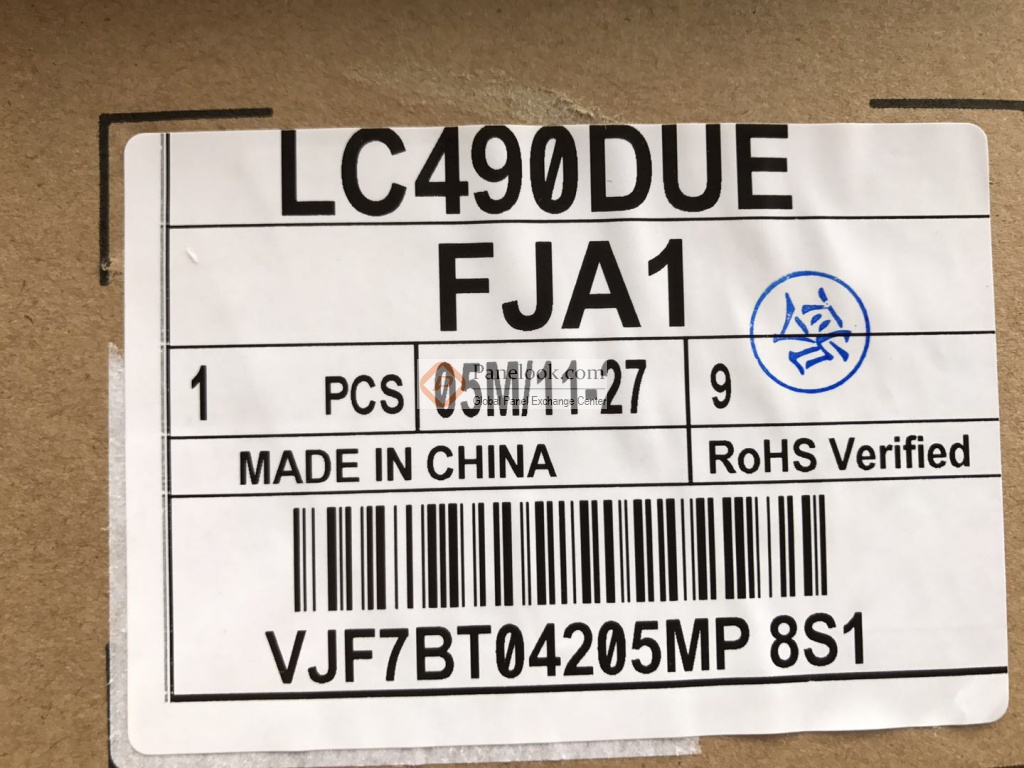 LC490DUE
FJA1
1 PCS 05M/11-27 9
Panelook.com
Global Panel Exchange Center
MADE IN CHINA RoHS Verified
VJF7BT04205MP 8S1